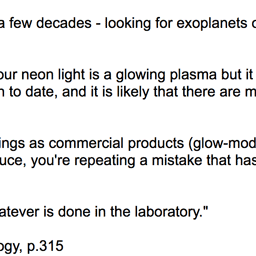 a few decades - looking for exoplanets
our neon light is a glowing plasma but it
n to date, and it is likely that there are m
ings as commercial products (glow-mod
uce, you're repeating a mistake that has
atever is done in the laboratory."
ogy, p.315